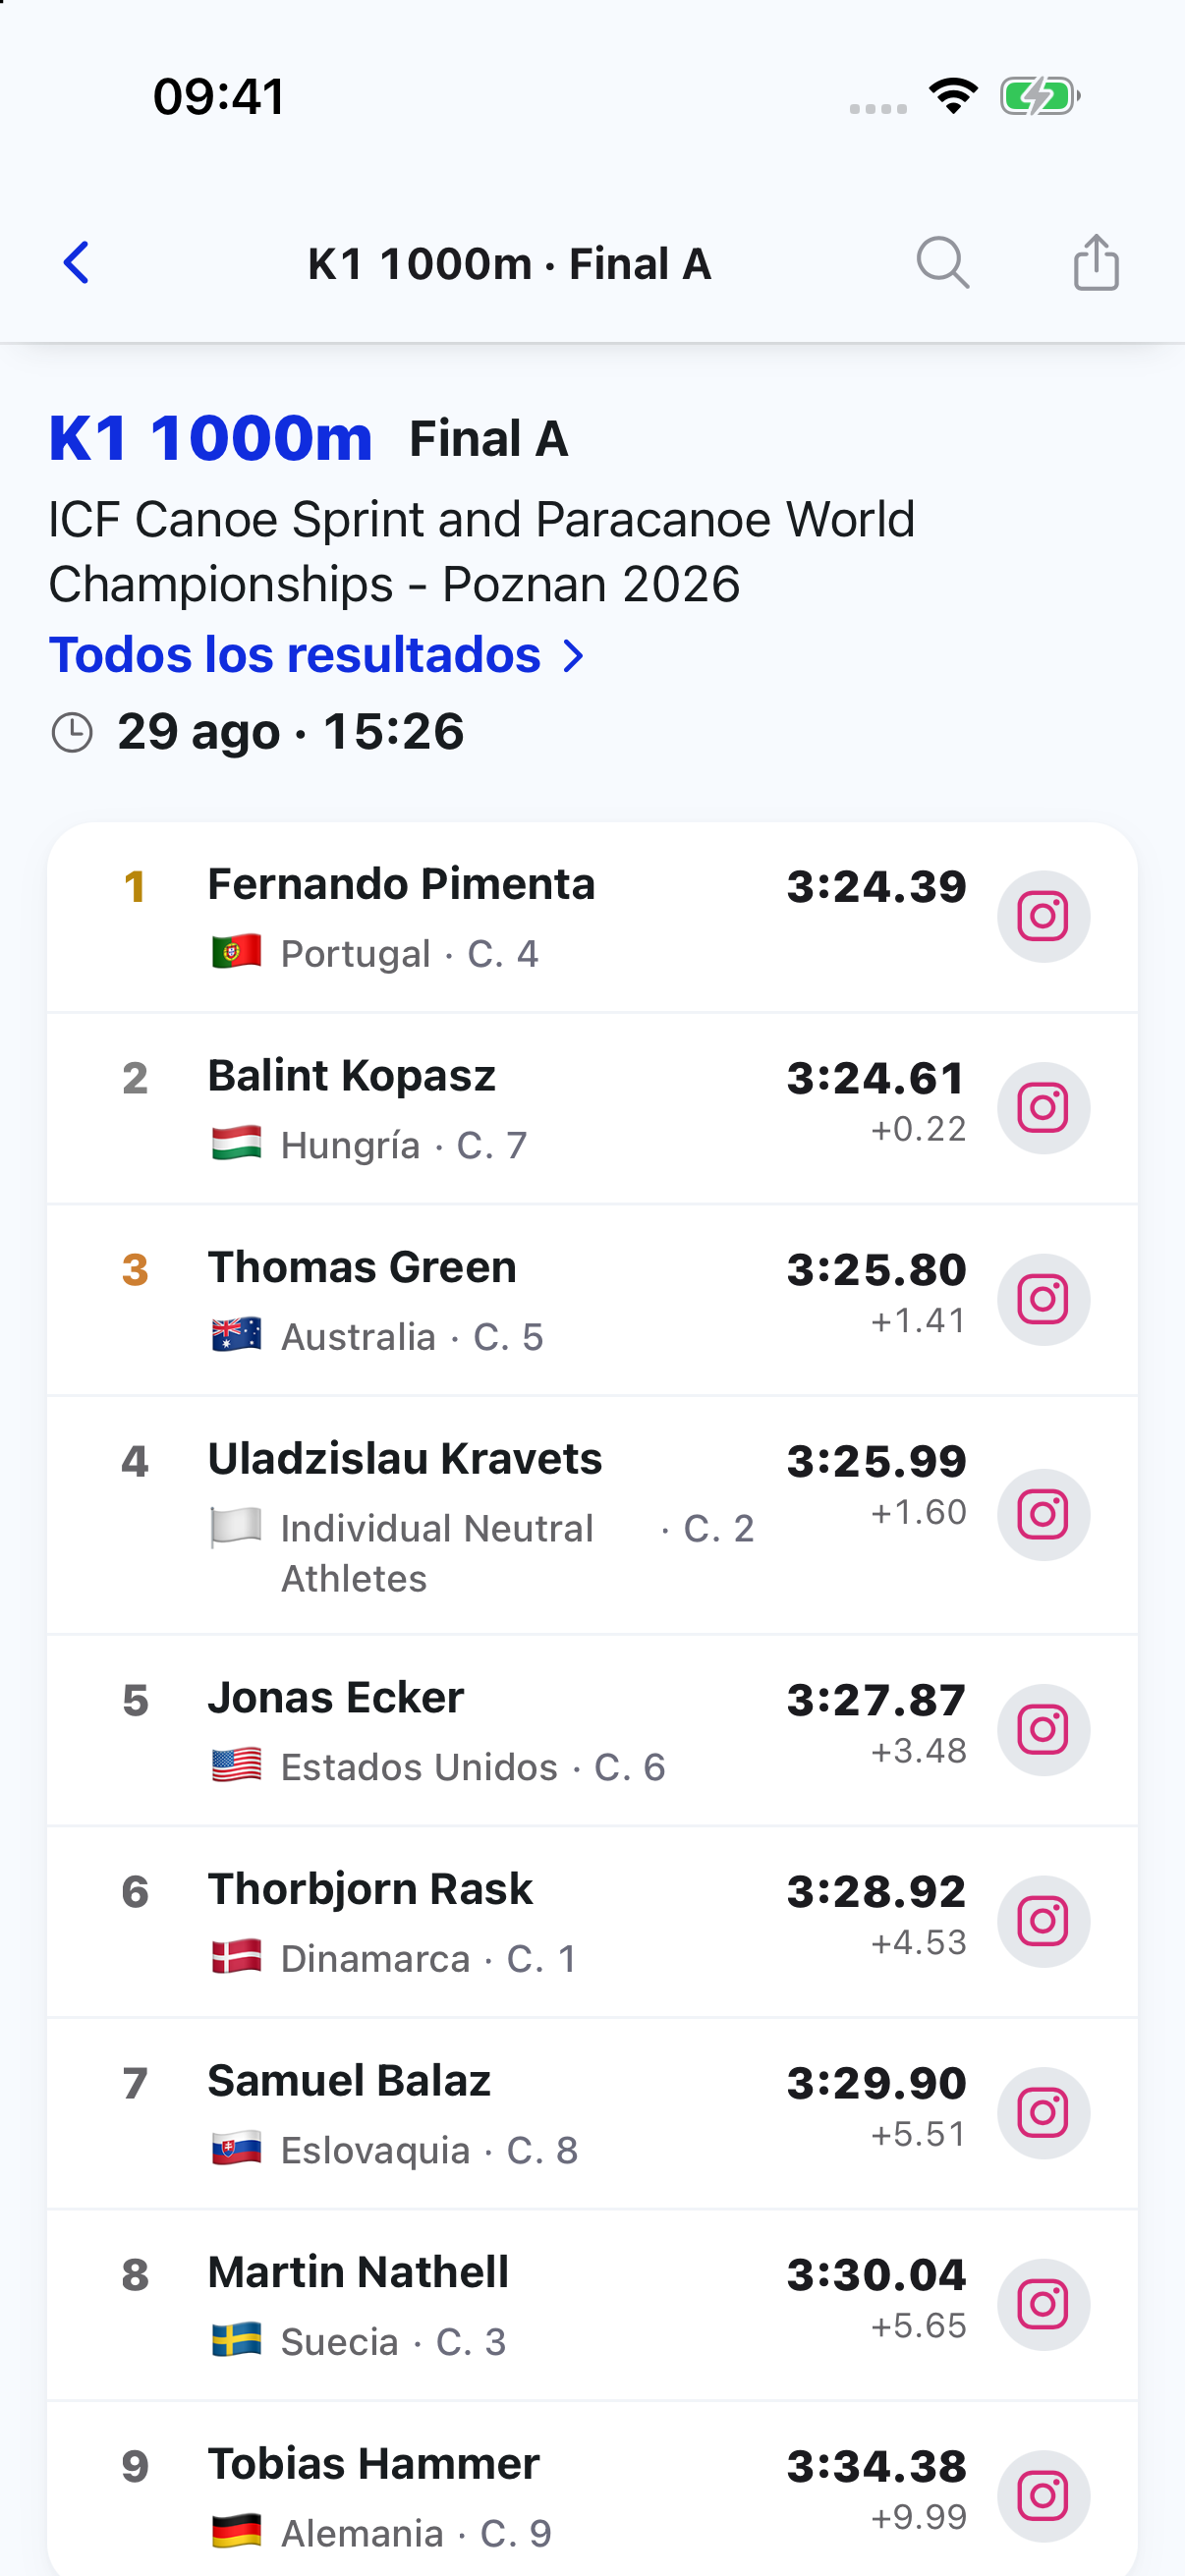 09:41
K1 1000m · Final A
K1 1000m Final A
ICF Canoe Sprint and Paracanoe World
Championships - Poznan 2026
Todos los resultados
29 ago · 15:26
1 Fernando Pimenta 3:24.39
Portugal · C. 4
2 Balint Kopasz 3:24.61
+0.22
Hungría · C. 7
3 Thomas Green 3:25.80
+1.41
Australia · C. 5
4 Uladzislau Kravets 3:25.99
+1.60
Individual Neutral · C. 2
Athletes
5 Jonas Ecker 3:27.87
+3.48
Estados Unidos · C. 6
6 Thorbjorn Rask 3:28.92
+4.53
Dinamarca · C. 1
7 Samuel Balaz 3:29.90
+5.51
Eslovaquia · C. 8
8 Martin Nathell 3:30.04
+5.65
Suecia · C. 3
9 Tobias Hammer 3:34.38
+9.99
Alemania · C. 9